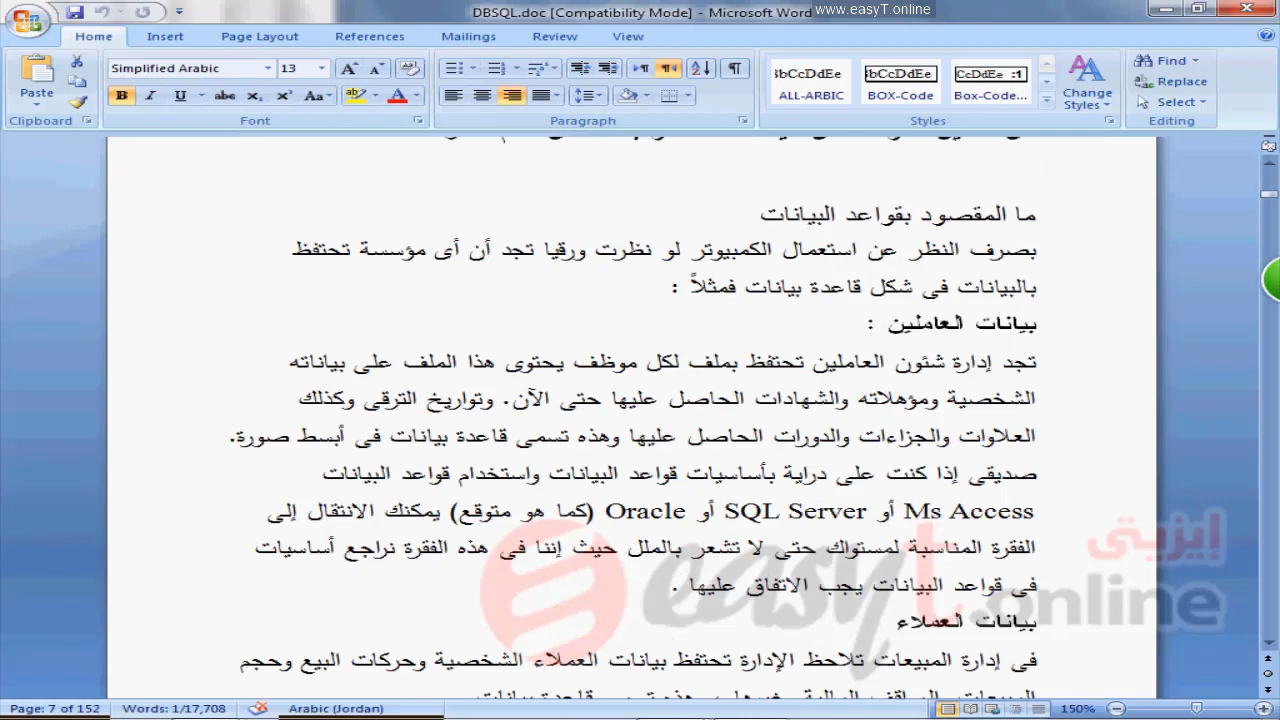 DBSQL.doc [Compatibility Mode] - Microsoft Word
www.easyT.online
Home Insert Page Layout References Mailings Review View
Paste
Clipboard
Simplified Arabic 13
Font
Paragraph
ALL-ARBIC BOX-Code Box-Code...
Change Styles
Styles
Find
Replace
Select
Editing
ما المقصود بقواعد البيانات
بصرف النظر عن استعمال الكمبيوتر لو نظرت ورقيا تجد أن أى مؤسسة تحتفظ
بالبيانات فى شكل قاعدة بيانات فمثلاً :
بيانات العاملين :
تجد إدارة شئون العاملين تحتفظ بملف لكل موظف يحتوى هذا الملف على بياناته
الشخصية ومؤهلاته والشهادات الحاصل عليها حتى الآن. وتواريخ الترقى وكذلك
العلاوات والجزاءات والدورات الحاصل عليها وهذه تسمى قاعدة بيانات فى أبسط صورة.
صديقى إذا كنت على دراية بأساسيات قواعد البيانات واستخدام قواعد البيانات
Ms Access أو SQL Server أو Oracle (كما هو متوقع) يمكنك الانتقال إلى
الفقرة المناسبة لمستواك حتى لا تشعر بالملل حيث إننا فى هذه الفقرة نراجع أساسيات
فى قواعد البيانات يجب الاتفاق عليها .
بيانات العملاء
فى إدارة المبيعات تلاحظ الإدارة تحتفظ بيانات العملاء الشخصية وحركات البيع وحجم
إيزيتى
easyt.online
Page: 7 of 152 Words: 1/17,708 Arabic (Jordan) 150%